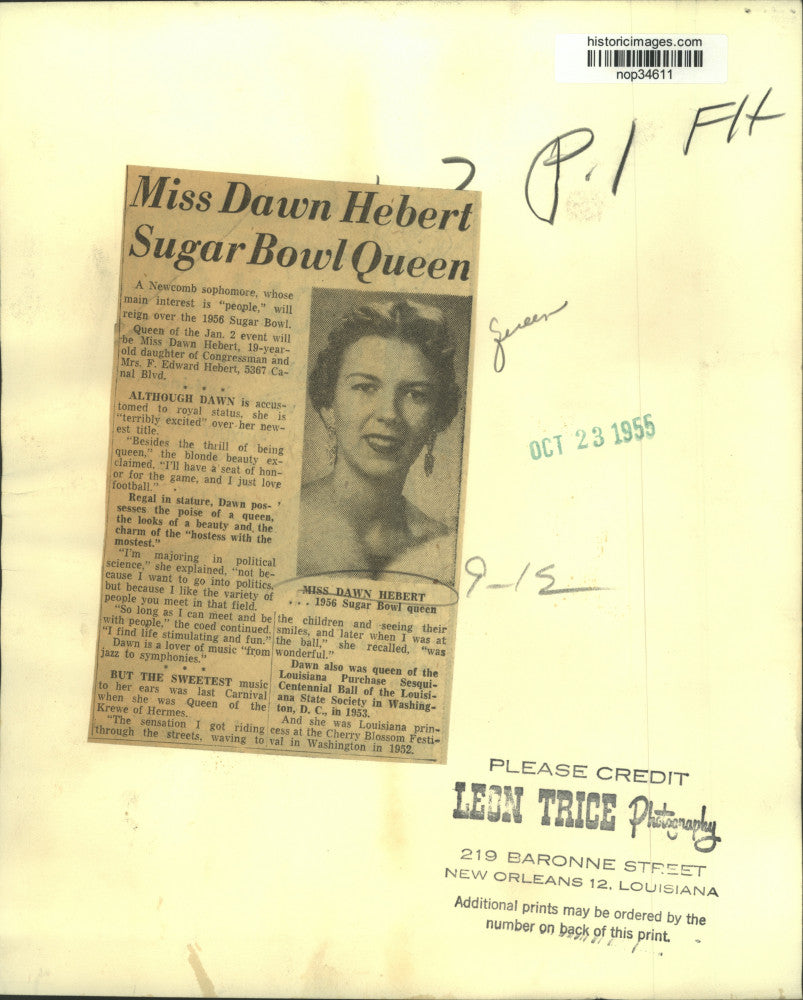 historicimages.com
nop34611
P.1 FH
Miss Dawn Hebert
Sugar Bowl Queen
A Newcomb sophomore, whose
main interest is "people," will
reign over the 1956 Sugar Bowl.
Queen of the Jan. 2 event will
be Miss Dawn Hebert, 19-year-
old daughter of Congressman and
Mrs. F. Edward Hebert, 5367 Ca-
nal Blvd.
* * *
ALTHOUGH DAWN is accus-
tomed to royal status, she is
"terribly excited" over her new-
est title.
"Besides the thrill of being
queen," the blonde beauty ex-
claimed, "I'll have a seat of hon-
or for the game, and I just love
football."
Regal in stature, Dawn pos-
sesses the poise of a queen,
the looks of a beauty and the
charm of the "hostess with the
mostest."
"I'm majoring in political
science," she explained, "not be-
cause I want to go into politics,
but because I like the variety of
people you meet in that field.
"So long as I can meet and be
with people," the coed continued,
"I find life stimulating and fun."
Dawn is a lover of music "from
jazz to symphonies."
* * *
BUT THE SWEETEST music
to her ears was last Carnival
when she was Queen of the
Krewe of Hermes.
"The sensation I got riding
through the streets, waving to
MISS DAWN HEBERT
. . . 1956 Sugar Bowl queen
the children and seeing their
smiles, and later when I was at
the ball," she recalled, "was
wonderful."
Dawn also was queen of the
Louisiana Purchase Sesqui-
Centennial Ball of the Louisi-
ana State Society in Washing-
ton, D. C., in 1953.
And she was Louisiana prin-
cess at the Cherry Blossom Festi-
val in Washington in 1952.
Queen
OCT 23 1955
9-15
PLEASE CREDIT
LEON TRICE Photography
219 BARONNE STREET
NEW ORLEANS 12, LOUISIANA
Additional prints may be ordered by the
number on back of this print.